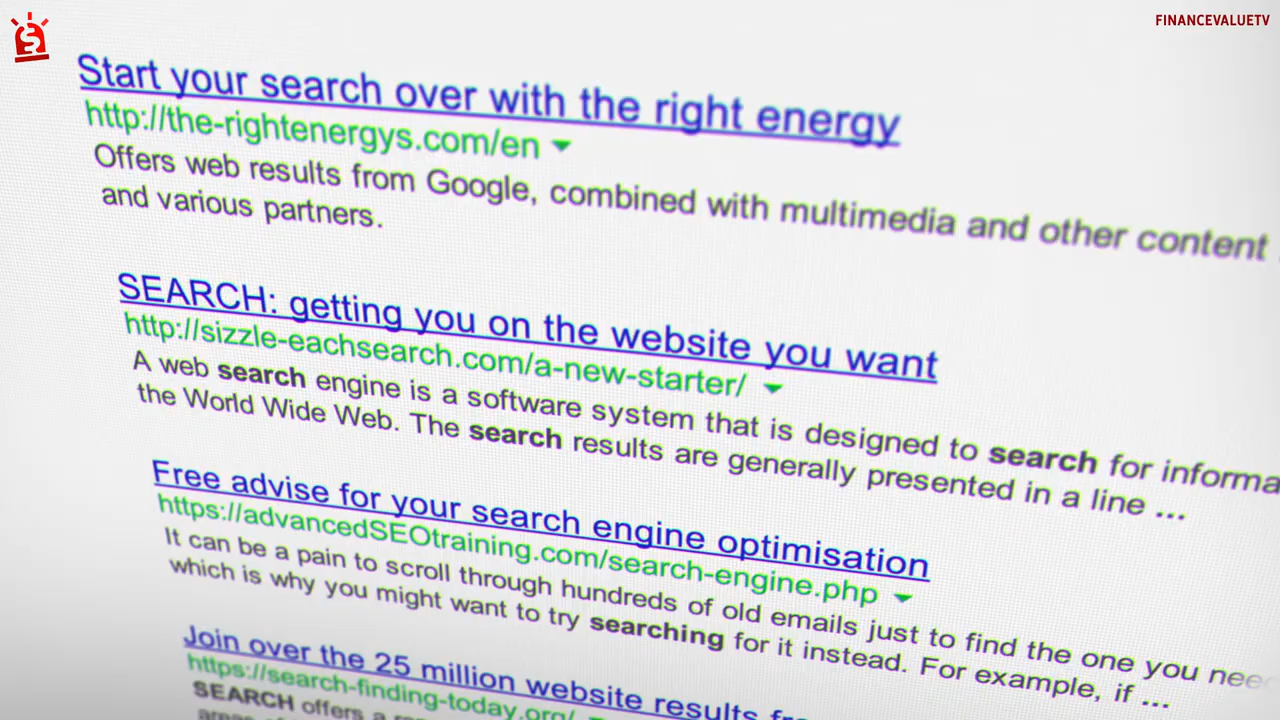 FINANCEVALUETV
Start your search over with the right energy
http://the-rightenergys.com/en
Offers web results from Google, combined with multimedia and other content
and various partners.
SEARCH: getting you on the website you want
http://sizzle-eachsearch.com/a-new-starter/
A web search engine is a software system that is designed to search for informa
the World Wide Web. The search results are generally presented in a line ...
Free advise for your search engine optimisation
https://advancedSEOtraining.com/search-engine.php
It can be a pain to scroll through hundreds of old emails just to find the one you nee
which is why you might want to try searching for it instead. For example, if ...
Join over the 25 million website results
https://search-finding-today.org/
SEARCH offers a